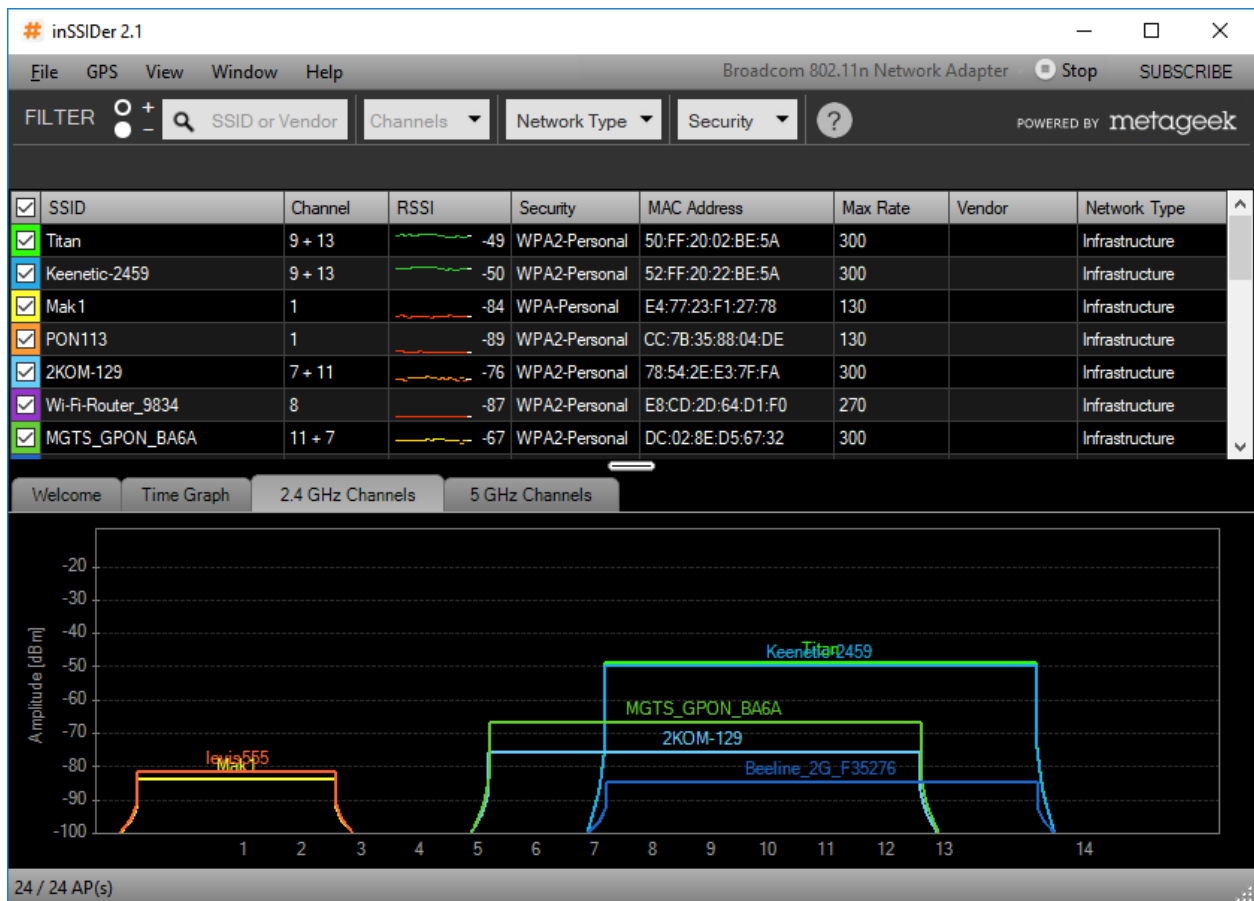 inSSIDer 2.1
File GPS View Window Help Broadcom 802.11n Network Adapter Stop SUBSCRIBE
FILTER + − SSID or Vendor Channels Network Type Security ? POWERED BY metageek
SSID Channel RSSI Security MAC Address Max Rate Vendor Network Type
Titan 9 + 13 -49 WPA2-Personal 50:FF:20:02:BE:5A 300 Infrastructure
Keenetic-2459 9 + 13 -50 WPA2-Personal 52:FF:20:22:BE:5A 300 Infrastructure
Mak1 1 -84 WPA-Personal E4:77:23:F1:27:78 130 Infrastructure
PON113 1 -89 WPA2-Personal CC:7B:35:88:04:DE 130 Infrastructure
2KOM-129 7 + 11 -76 WPA2-Personal 78:54:2E:E3:7F:FA 300 Infrastructure
Wi-Fi-Router_9834 8 -87 WPA2-Personal E8:CD:2D:64:D1:F0 270 Infrastructure
MGTS_GPON_BA6A 11 + 7 -67 WPA2-Personal DC:02:8E:D5:67:32 300 Infrastructure
Welcome Time Graph 2.4 GHz Channels 5 GHz Channels
Amplitude [dBm]
-20
-30
-40
Titan
Keenetic-2459
-50
-60
MGTS_GPON_BA6A
-70
2KOM-129
Beeline_2G_F35276
Mak1
-80
-90
-100
1 2 3 4 5 6 7 8 9 10 11 12 13 14
24 / 24 AP(s)